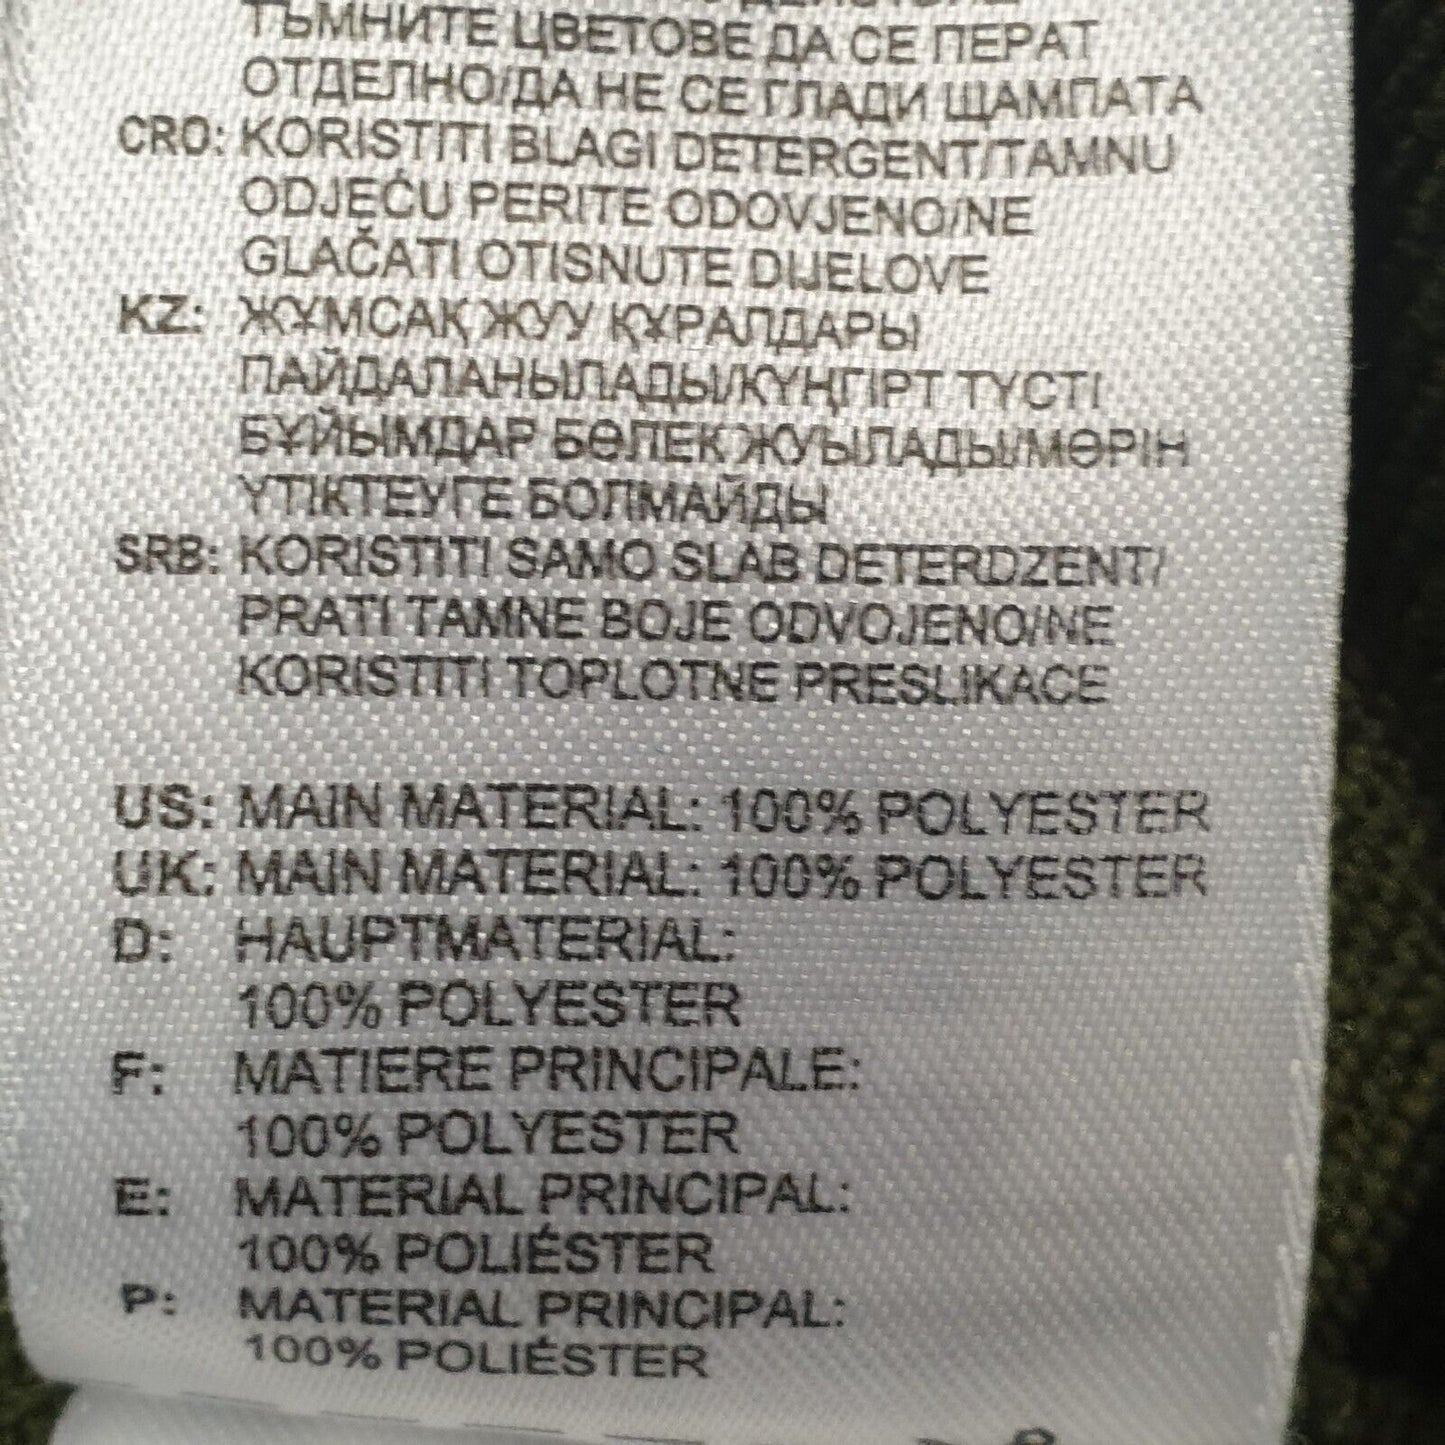 ТЪМНИТЕ ЦВЕТОВЕ ДА СЕ ПЕРАТ
ОТДЕЛНО/ДА НЕ СЕ ГЛАДИ ЩАМПАТА
CRO: KORISTITI BLAGI DETERGENT/TAMNU
ODJEĆU PERITE ODOVJENO/NE
GLAČATI OTISNUTE DIJELOVE
KZ: ЖҰМСАҚ ЖУУ ҚҰРАЛДАРЫ
ПАЙДАЛАНЫЛАДЫ/КҮҢГІРТ ТҮСТІ
БҰЙЫМДАР БӨЛЕК ЖУЫЛАДЫ/МӨРІН
ҮТІКТЕУГЕ БОЛМАЙДЫ
SRB: KORISTITI SAMO SLAB DETERDZENT/
PRATI TAMNE BOJE ODVOJENO/NE
KORISTITI TOPLOTNE PRESLIKACE
US: MAIN MATERIAL: 100% POLYESTER
UK: MAIN MATERIAL: 100% POLYESTER
D: HAUPTMATERIAL:
100% POLYESTER
F: MATIERE PRINCIPALE:
100% POLYESTER
E: MATERIAL PRINCIPAL:
100% POLIÉSTER
P: MATERIAL PRINCIPAL:
100% POLIÉSTER